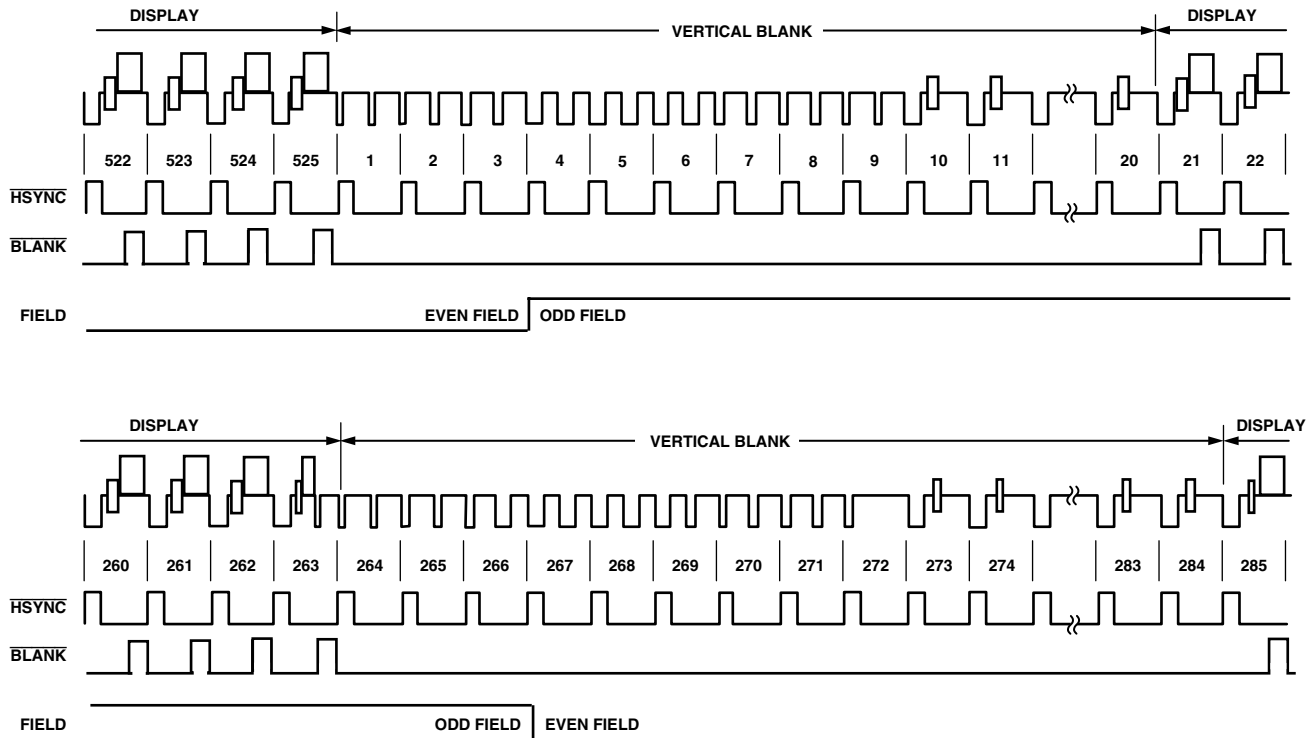 DISPLAY VERTICAL BLANK DISPLAY
522 523 524 525 1 2 3 4 5 6 7 8 9 10 11 20 21 22
HSYNC
BLANK
FIELD EVEN FIELD ODD FIELD
DISPLAY VERTICAL BLANK DISPLAY
260 261 262 263 264 265 266 267 268 269 270 271 272 273 274 283 284 285
HSYNC
BLANK
FIELD ODD FIELD EVEN FIELD